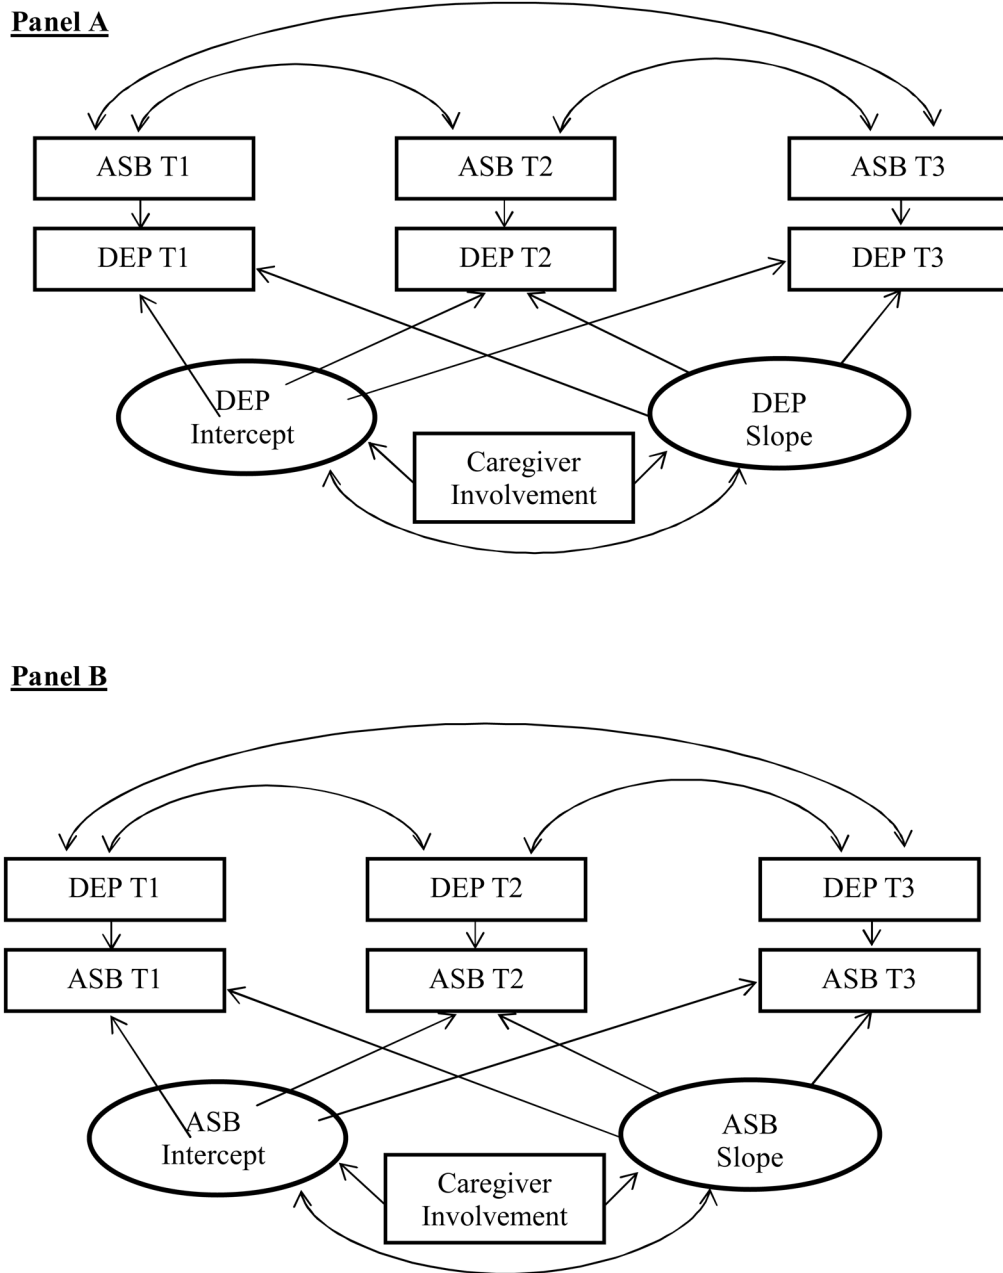 Panel A
ASB T1
ASB T2
ASB T3
DEP T1
DEP T2
DEP T3
DEP
Intercept
DEP
Slope
Caregiver
Involvement
Panel B
DEP T1
DEP T2
DEP T3
ASB T1
ASB T2
ASB T3
ASB
Intercept
ASB
Slope
Caregiver
Involvement